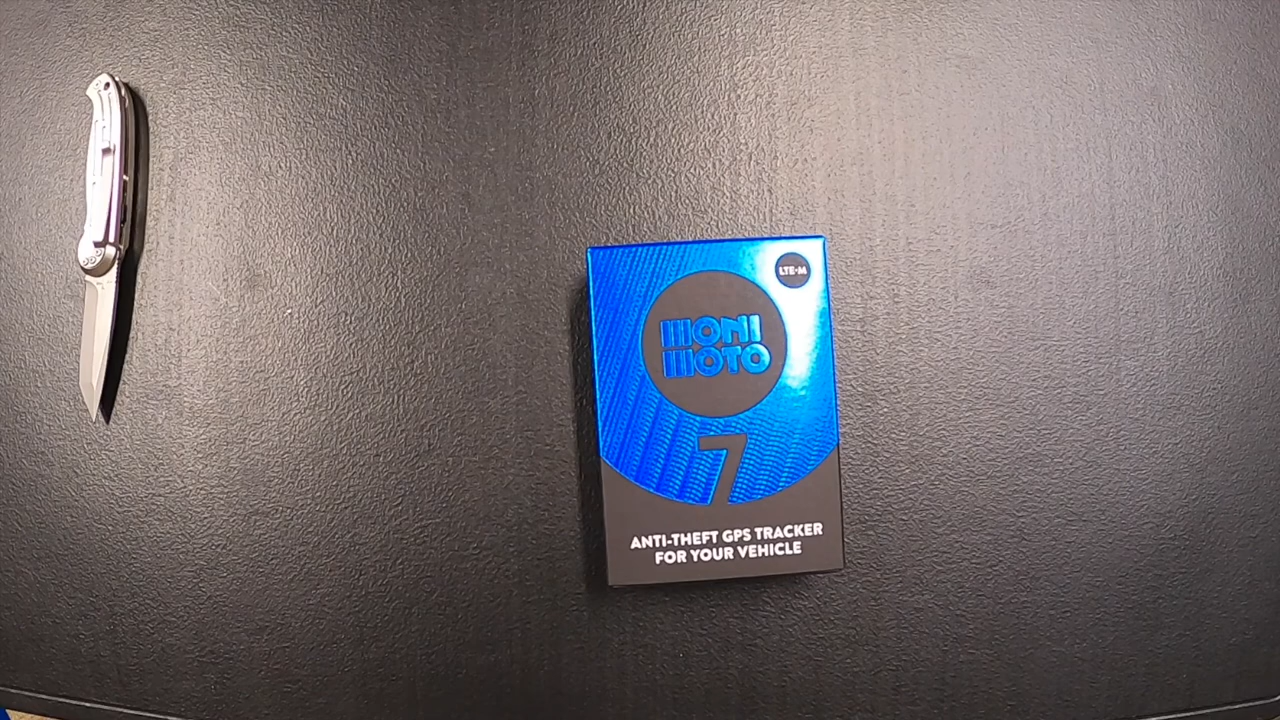 LTE-M
MONI
MOTO
7
ANTI-THEFT GPS TRACKER
FOR YOUR VEHICLE